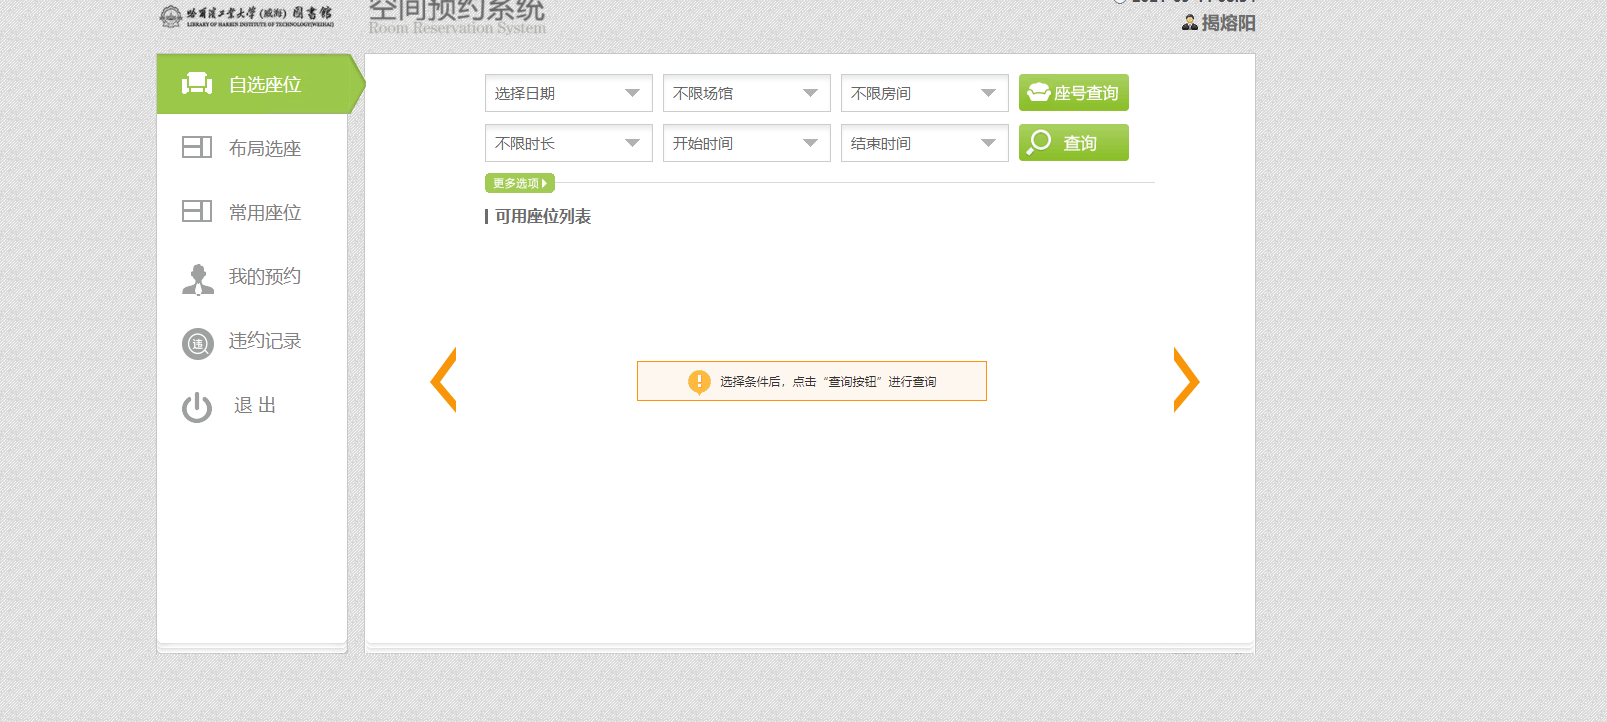 哈尔滨工业大学(威海)图书馆
LIBRARY OF HARBIN INSTITUTE OF TECHNOLOGY(WEIHAI)
空间预约系统
Room Reservation System
揭熔阳
自选座位
布局选座
常用座位
我的预约
违
违约记录
退 出
选择日期
不限场馆
不限房间
座号查询
不限时长
开始时间
结束时间
查询
更多选项
可用座位列表
选择条件后，点击“查询按钮”进行查询